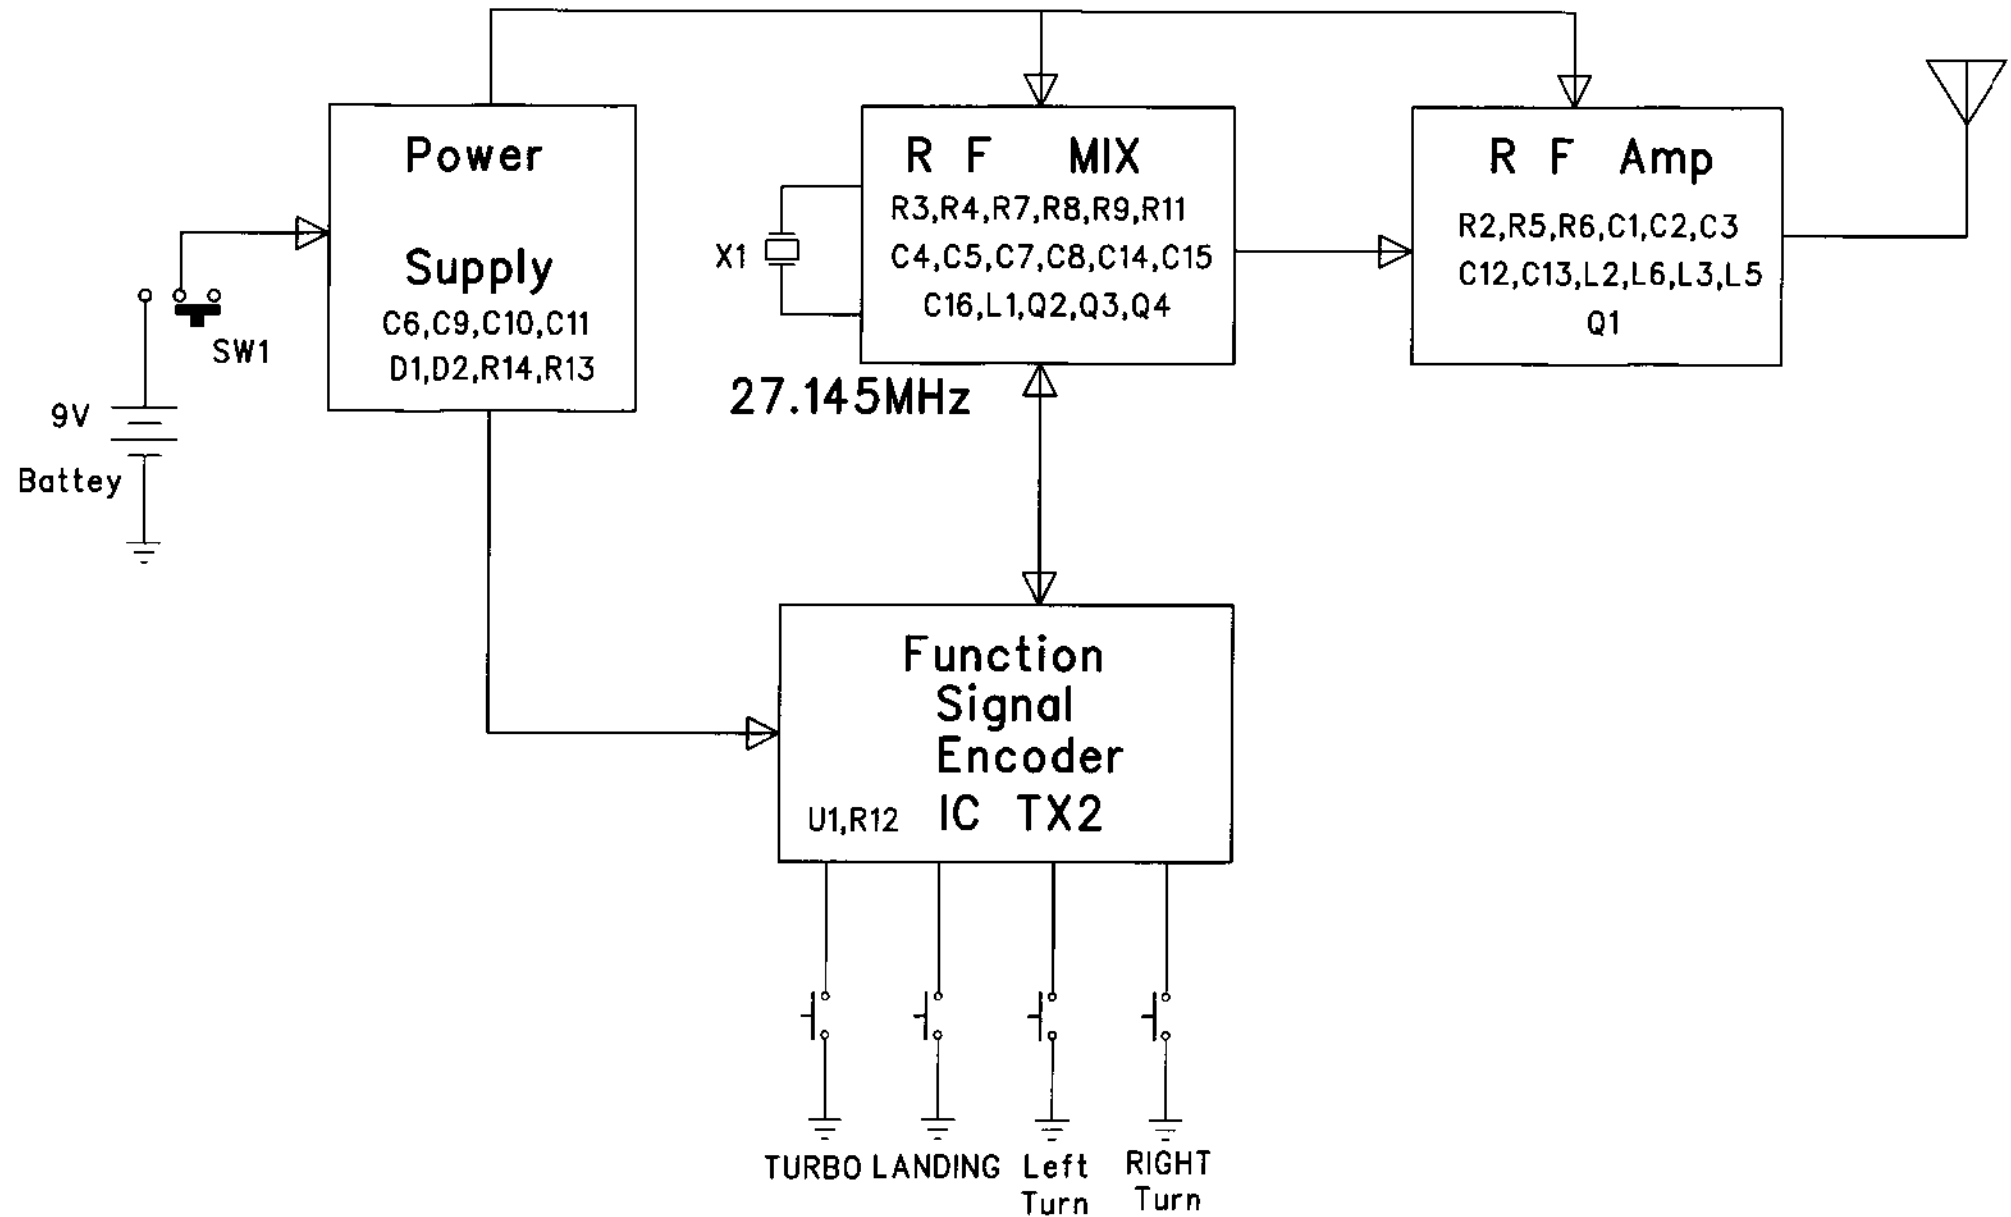 Power
Supply
C6,C9,C10,C11
D1,D2,R14,R13
R F MIX
R3,R4,R7,R8,R9,R11
C4,C5,C7,C8,C14,C15
C16,L1,Q2,Q3,Q4
X1
27.145MHz
R F Amp
R2,R5,R6,C1,C2,C3
C12,C13,L2,L6,L3,L5
Q1
SW1
9V
Battey
Function
Signal
Encoder
U1,R12 IC TX2
TURBO LANDING Left RIGHT
Turn Turn